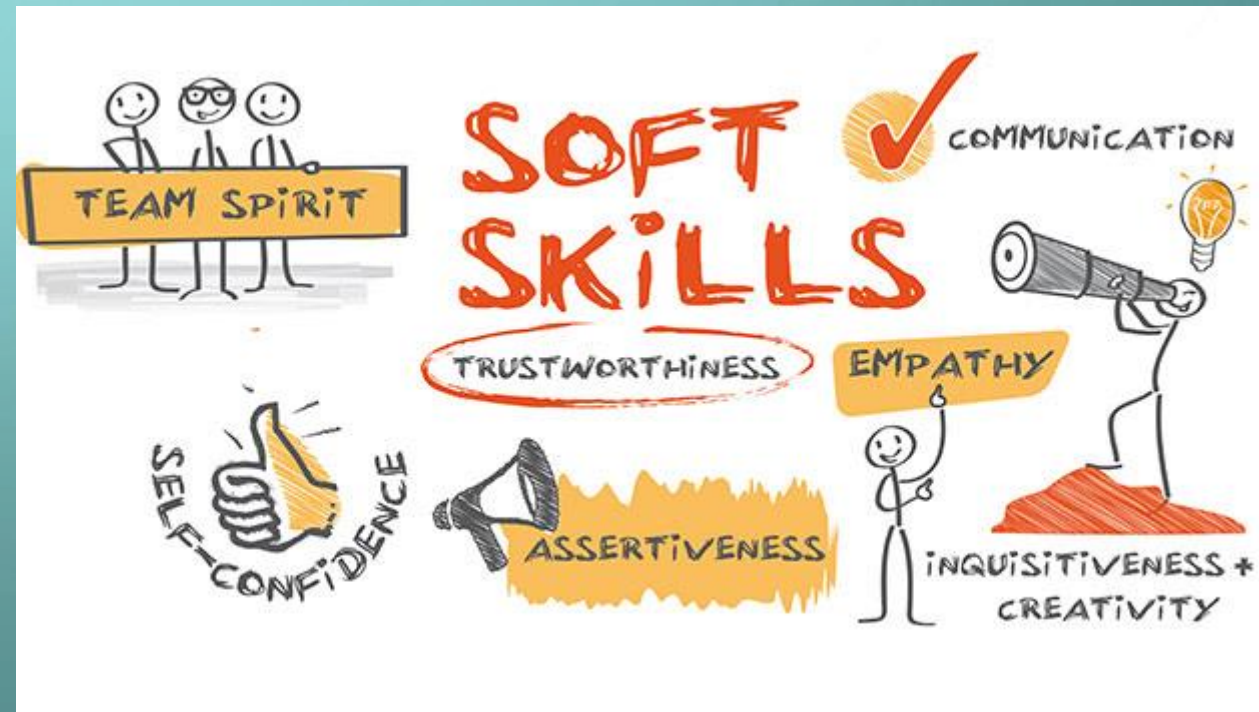 TEAM SPiRiT
SOFT
SKiLLS
COMMUNiCATiON
TRUSTWORTHiNESS
EMPATHY
SELF-CONFiDENCE
ASSERTiVENESS
iNQUiSiTiVENESS +
CREATiViTY